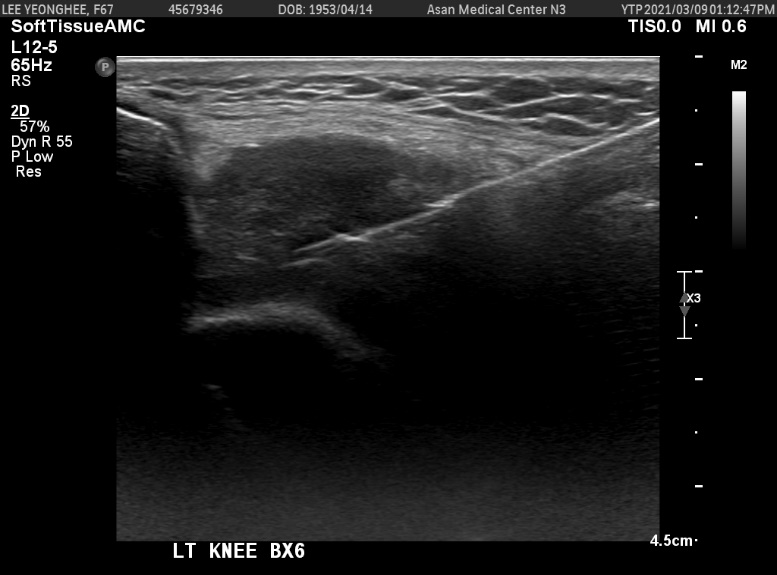 LEE YEONGHEE, F67 45679346 DOB: 1953/04/14 Asan Medical Center N3 YTP 2021/03/09 01:12:47PM
SoftTissueAMC TIS0.0 MI 0.6
L12-5
65Hz
RS
P
M2
2D
57%
Dyn R 55
P Low
Res
X3
4.5cm
LT KNEE BX6